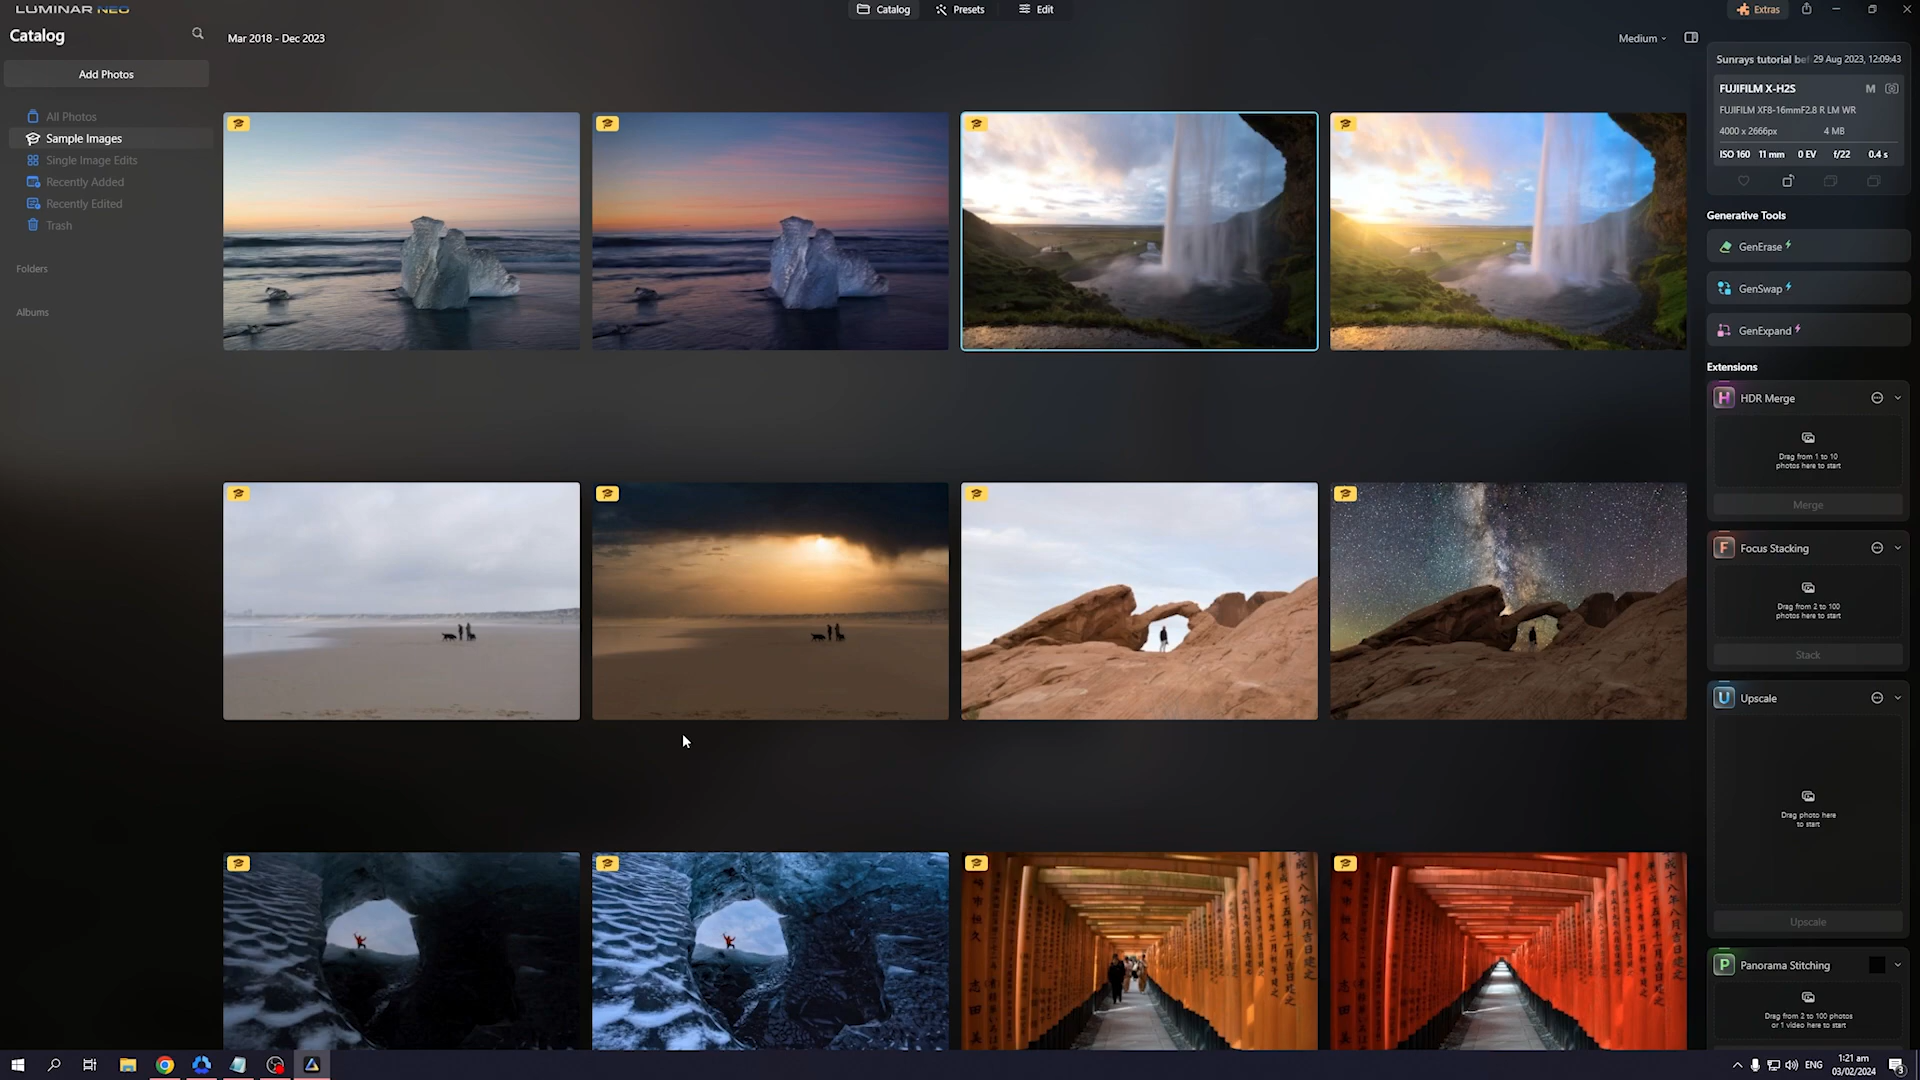 LUMINAR NEO
Catalog
Presets
Edit
Extras
Catalog
Mar 2018 - Dec 2023
Medium
Add Photos
All Photos
Sample Images
Single Image Edits
Recently Added
Recently Edited
Trash
Folders
Albums
Sunrays tutorial be
29 Aug 2023, 12:09:43
FUJIFILM X-H2S
M
FUJIFILM XF8-16mmF2.8 R LM WR
4000 x 2666px
4 MB
ISO 160
11 mm
0 EV
f/22
0.4 s
Generative Tools
GenErase
GenSwap
GenExpand
Extensions
H
HDR Merge
Drag from 1 to 10
photos here to start
Merge
F
Focus Stacking
Drag from 2 to 100
photos here to start
Stack
U
Upscale
Drag photo here
to start
Upscale
P
Panorama Stitching
Drag from 2 to 100 photos
or 1 video here to start
ENG
1:21 am
03/02/2024
3